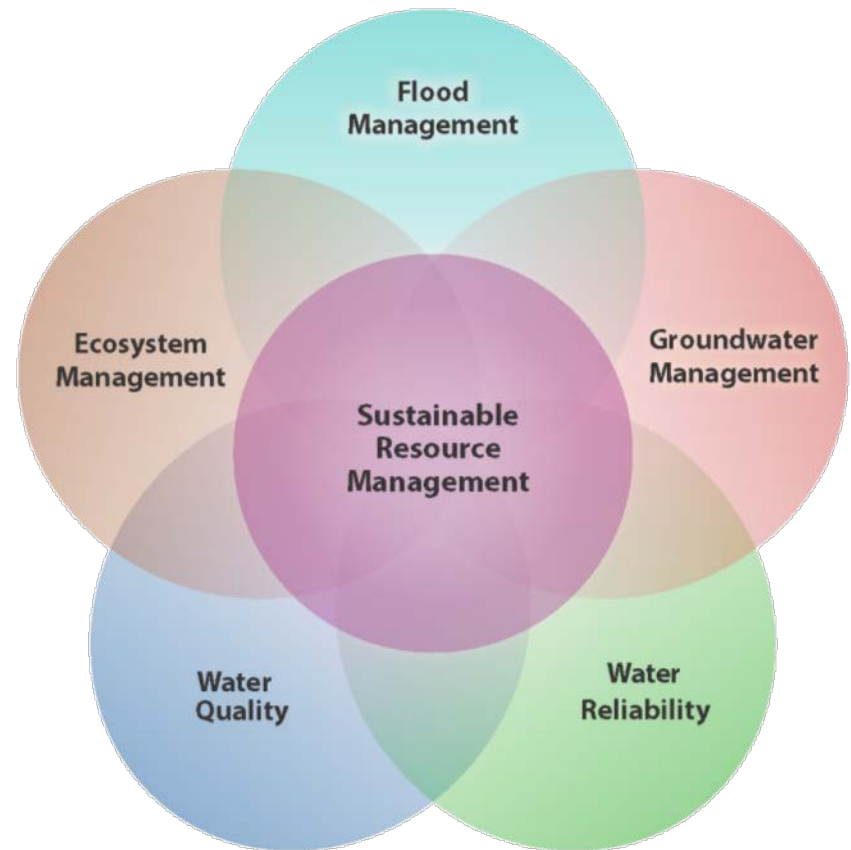 Flood
Management
Ecosystem
Management
Groundwater
Management
Sustainable
Resource
Management
Water
Quality
Water
Reliability